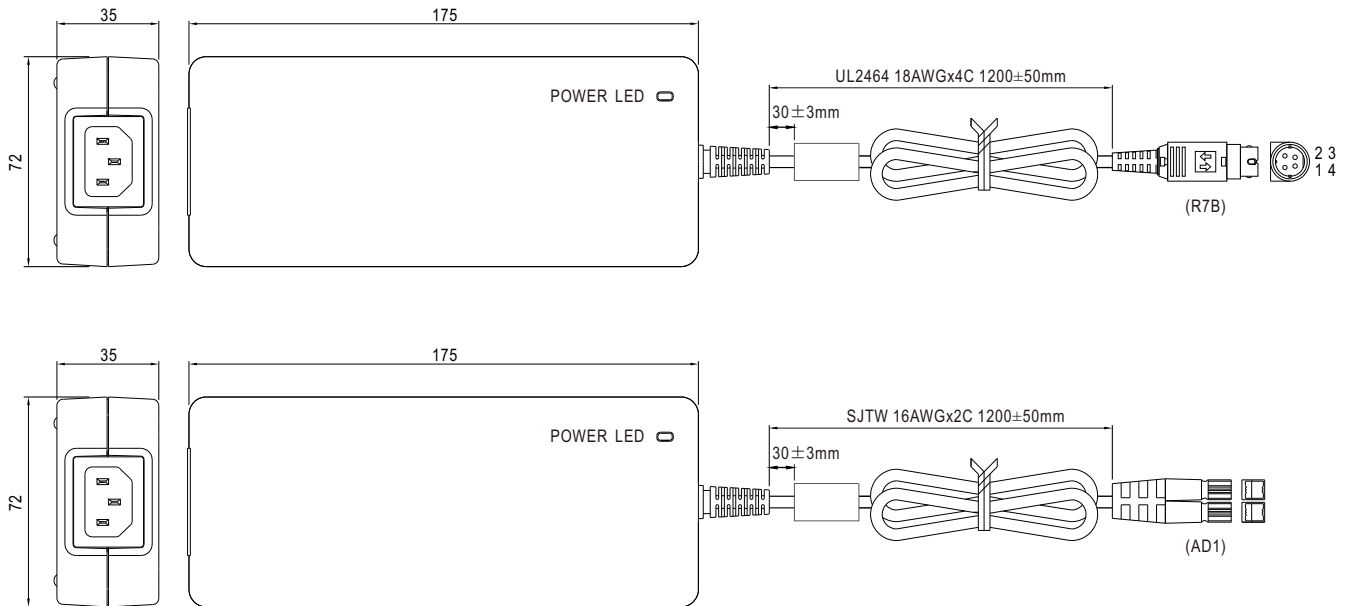 35
175
72
POWER LED
UL2464 18AWGx4C 1200±50mm
30±3mm
2 3
1 4
(R7B)
35
175
72
POWER LED
SJTW 16AWGx2C 1200±50mm
30±3mm
(AD1)